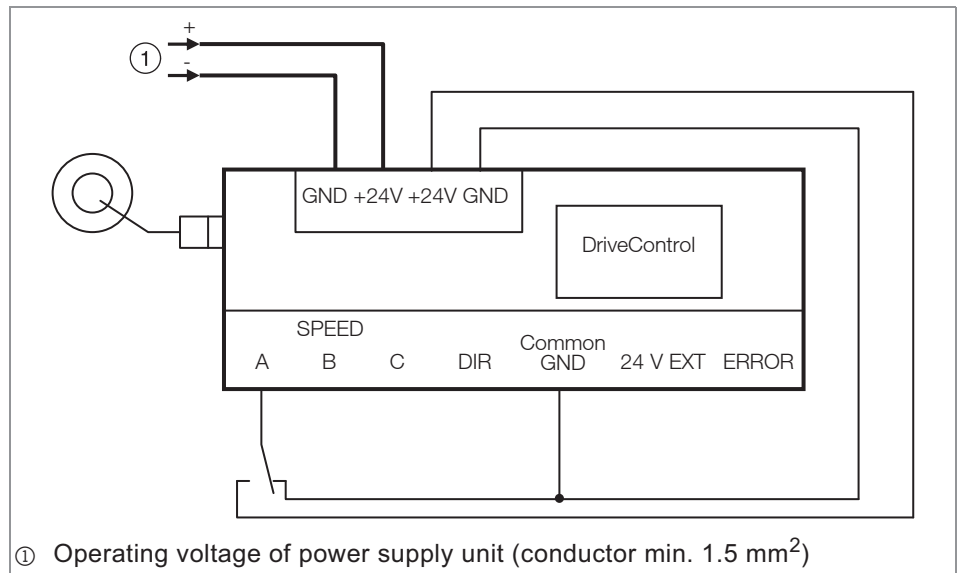 +
① -
GND +24V +24V GND
DriveControl
SPEED
A B C DIR Common GND 24 V EXT ERROR
① Operating voltage of power supply unit (conductor min. 1.5 mm²)